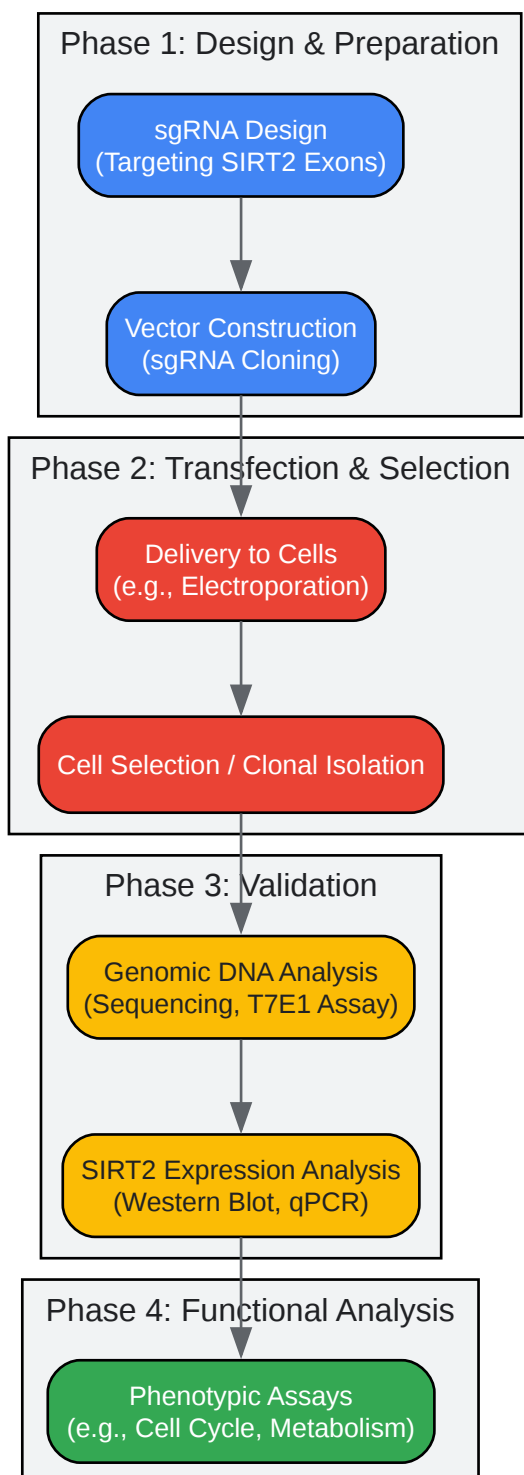 Phase 1: Design & Preparation
sgRNA Design
(Targeting SIRT2 Exons)
Vector Construction
(sgRNA Cloning)
Phase 2: Transfection & Selection
Delivery to Cells
(e.g., Electroporation)
Cell Selection / Clonal Isolation
Phase 3: Validation
Genomic DNA Analysis
(Sequencing, T7E1 Assay)
SIRT2 Expression Analysis
(Western Blot, qPCR)
Phase 4: Functional Analysis
Phenotypic Assays
(e.g., Cell Cycle, Metabolism)